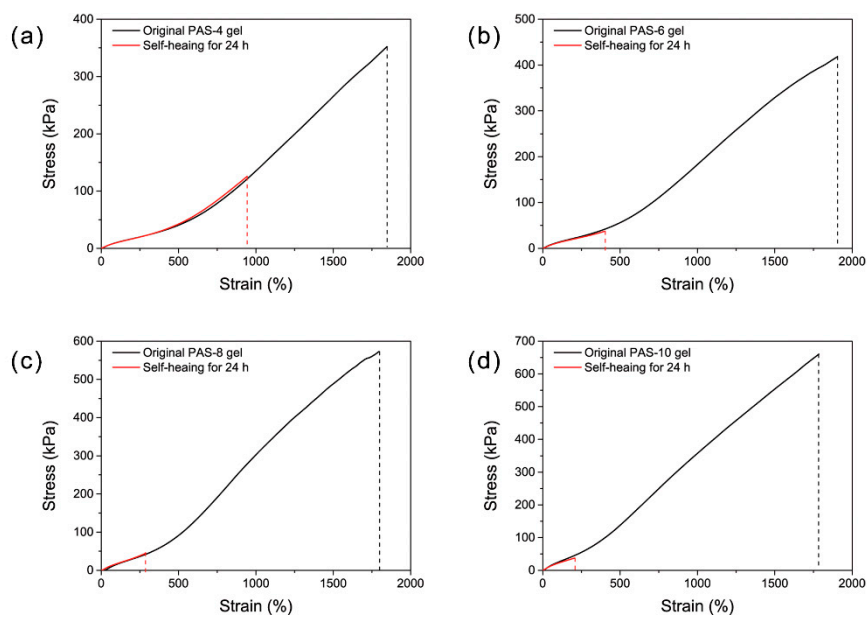 (a)
Original PAS-4 gel
Self-heaing for 24 h
400
300
200
100
0
Stress (kPa)
0 500 1000 1500 2000
Strain (%)
(b)
Original PAS-6 gel
Self-heaing for 24 h
500
400
300
200
100
0
Stress (kPa)
0 500 1000 1500 2000
Strain (%)
(c)
Original PAS-8 gel
Self-heaing for 24 h
600
500
400
300
200
100
0
Stress (kPa)
0 500 1000 1500 2000
Strain (%)
(d)
Original PAS-10 gel
Self-heaing for 24 h
700
600
500
400
300
200
100
0
Stress (kPa)
0 500 1000 1500 2000
Strain (%)